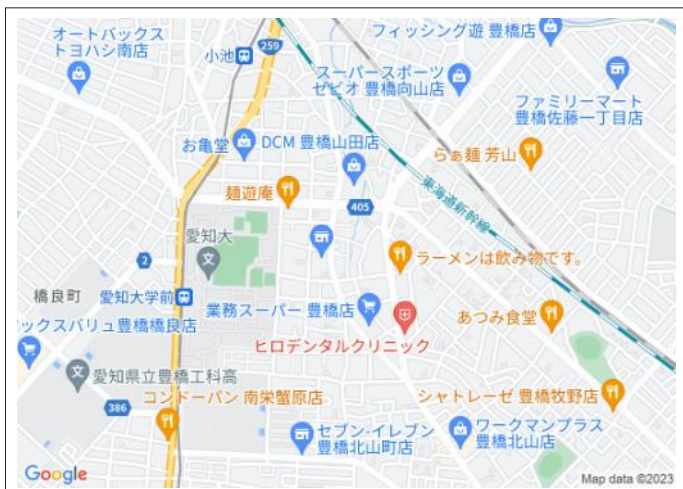 オートバックス
トヨハシ南店
小池
259
フィッシング遊 豊橋店
スーパースポーツ
ゼビオ 豊橋向山店
ファミリーマート
豊橋佐藤一丁目店
お亀堂
DCM 豊橋山田店
らぁ麺 芳山
麺遊庵
405
東海道新幹線
愛知大
2
ラーメンは飲み物です。
橋良町
愛知大学前
業務スーパー 豊橋店
あつみ食堂
ックスバリュ豊橋橋良店
ヒロデンタルクリニック
愛知県立豊橋工科高
コンドーパン 南栄蟹原店
シャトレーゼ 豊橋牧野店
386
セブン-イレブン
豊橋北山町店
ワークマンプラス
豊橋北山店
Google
Map data ©2023